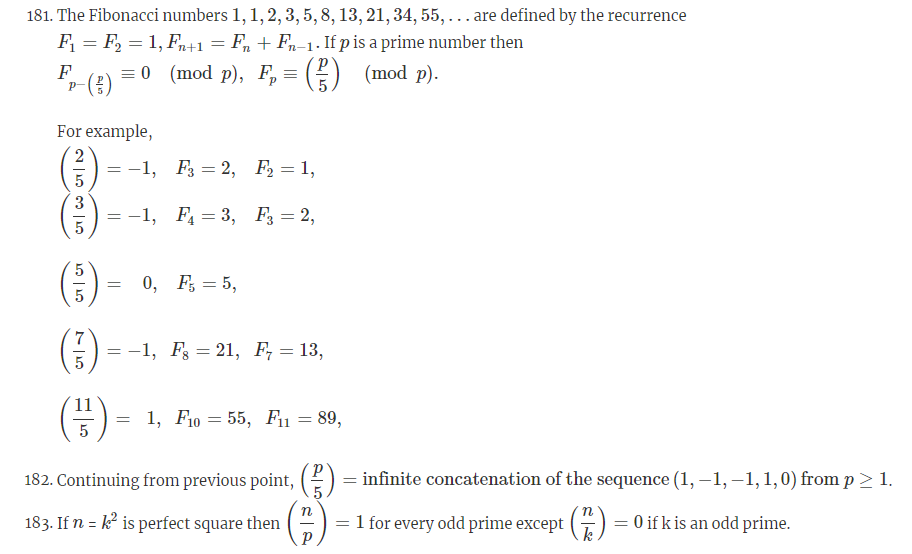 181. The Fibonacci numbers 1, 1, 2, 3, 5, 8, 13, 21, 34, 55, . . . are defined by the recurrence
F₁ = F₂ = 1, Fₙ₊₁ = Fₙ + Fₙ₋₁. If p is a prime number then
F_{p−(p/5)} ≡ 0 (mod p), F_p ≡ (p/5) (mod p).
For example,
(2/5) = −1, F₃ = 2, F₂ = 1,
(3/5) = −1, F₄ = 3, F₃ = 2,
(5/5) = 0, F₅ = 5,
(7/5) = −1, F₈ = 21, F₇ = 13,
(11/5) = 1, F₁₀ = 55, F₁₁ = 89,
182. Continuing from previous point, (p/5) = infinite concatenation of the sequence (1, −1, −1, 1, 0) from p ≥ 1.
183. If n = k² is perfect square then (n/p) = 1 for every odd prime except (n/k) = 0 if k is an odd prime.